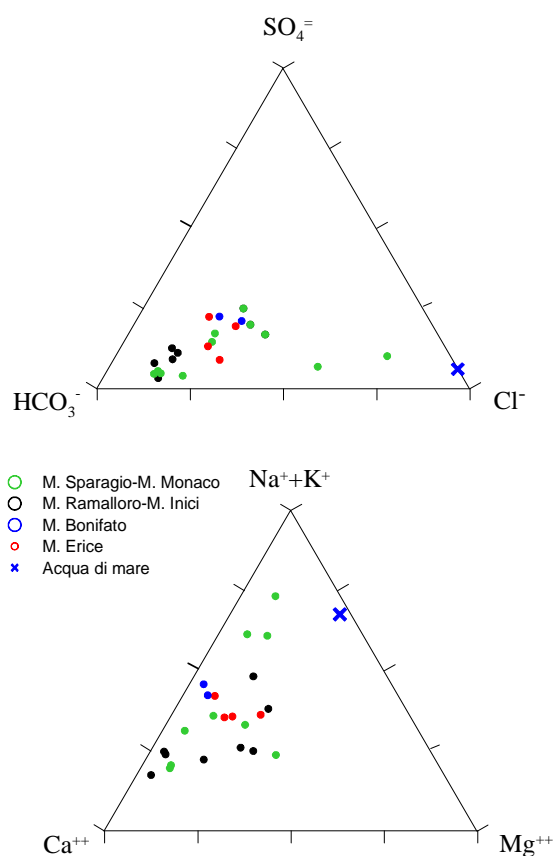 SO₄⁼
HCO₃⁻
Cl⁻
Na⁺+K⁺
M. Sparagio-M. Monaco
M. Ramalloro-M. Inici
M. Bonifato
M. Erice
Acqua di mare
Ca⁺⁺
Mg⁺⁺